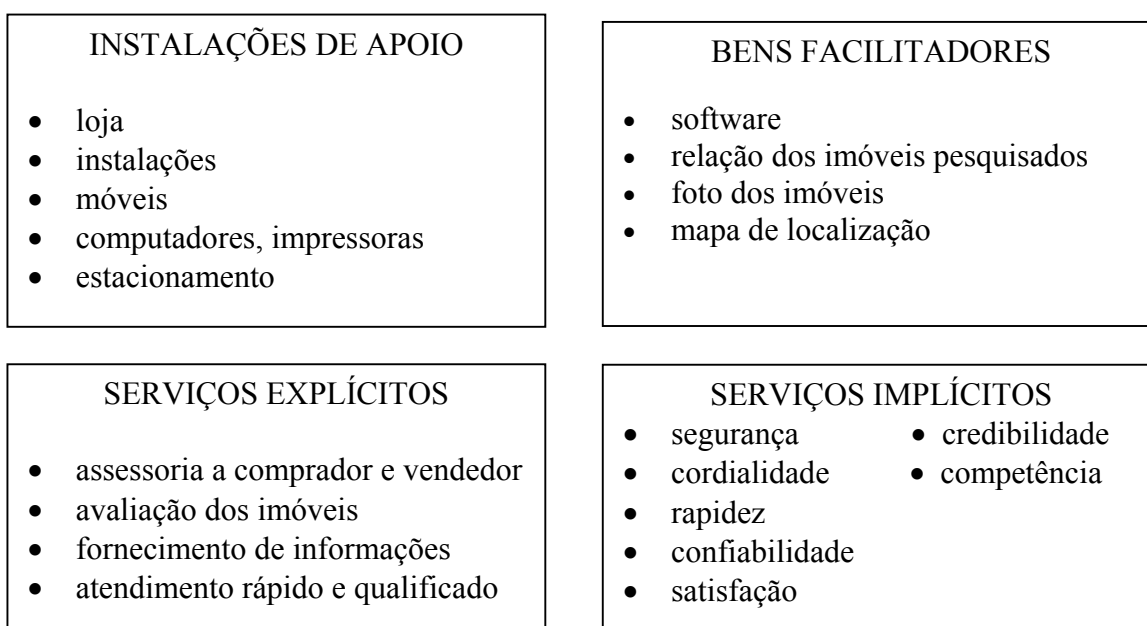 INSTALAÇÕES DE APOIO
• loja
• instalações
• móveis
• computadores, impressoras
• estacionamento
BENS FACILITADORES
• software
• relação dos imóveis pesquisados
• foto dos imóveis
• mapa de localização
SERVIÇOS EXPLÍCITOS
• assessoria a comprador e vendedor
• avaliação dos imóveis
• fornecimento de informações
• atendimento rápido e qualificado
SERVIÇOS IMPLÍCITOS
• segurança • credibilidade
• cordialidade • competência
• rapidez
• confiabilidade
• satisfação